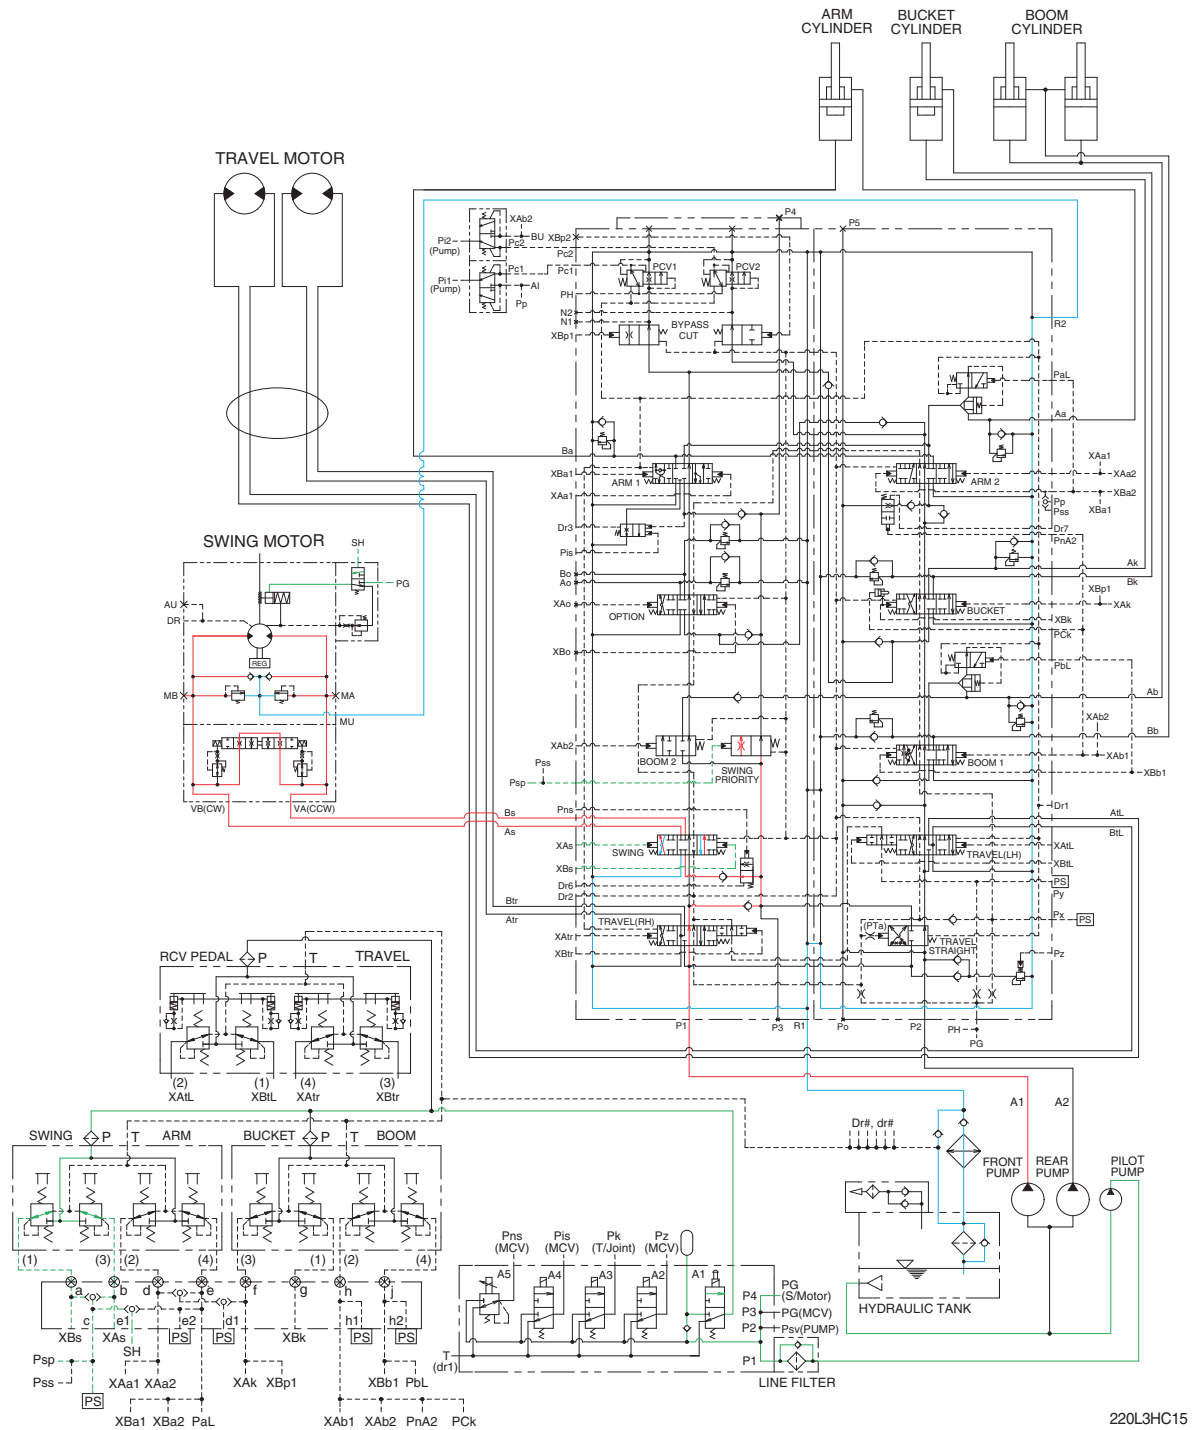 ARM
CYLINDER
BUCKET
CYLINDER
BOOM
CYLINDER
TRAVEL MOTOR
P4
P5
XAb2
BU
XBp2
Pi2
(Pump)
Pc2
Pc2
Pc1
Pc1
Pi1
(Pump)
AI
Pp
PCV1
PCV2
PH
N2
N1
XBp1
BYPASS
CUT
R2
PaL
Aa
Ba
XBa1
XAa1
ARM 1
ARM 2
XAa1
XAa2
XBa2
XBa1
Pp
Pss
Dr3
Pis
Dr7
PnA2
Bo
Ao
Ak
Bk
XAo
OPTION
XBo
BUCKET
XBp1
XAk
XBk
PCk
PbL
SWING MOTOR
SH
PG
AU
DR
REG
MB
MA
MU
VB(CW)
VA(CCW)
Ab
Bb
XAb2
XAb2
BOOM 2
SWING
PRIORITY
BOOM 1
XAb1
XBb1
Pss
Psp
Pns
Dr1
Bs
As
AtL
BtL
XAs
SWING
XBs
TRAVEL(LH)
XAtL
XBtL
Dr6
Dr2
PS
Py
Btr
Atr
TRAVEL(RH)
XAtr
XBtr
(PTa)
TRAVEL
STRAIGHT
Px
PS
Pz
P1
P3
R1
Po
P2
PH
PG
RCV PEDAL
P
T
TRAVEL
(2)
XAtL
(1)
XBtL
(4)
XAtr
(3)
XBtr
SWING
P
T
ARM
BUCKET
P
T
BOOM
(1)
(3)
(2)
(4)
(3)
(1)
(2)
(4)
a
b
d
e
f
g
h
j
c
e1
e2
d1
h1
h2
XBs
XAs
PS
PS
XBk
PS
PS
SH
Psp
Pss
PS
XAa1
XAa2
XAk
XBp1
XBb1
PbL
XBa1
XBa2
PaL
XAb1
XAb2
PnA2
PCk
Dr#, dr#
A1
A2
FRONT
PUMP
REAR
PUMP
PILOT
PUMP
HYDRAULIC TANK
Pns
(MCV)
Pis
(MCV)
Pk
(T/Joint)
Pz
(MCV)
A5
A4
A3
A2
A1
PG
P4
(S/Motor)
P3
PG(MCV)
P2
Psv(PUMP)
P1
T
(dr1)
LINE FILTER
220L3HC15